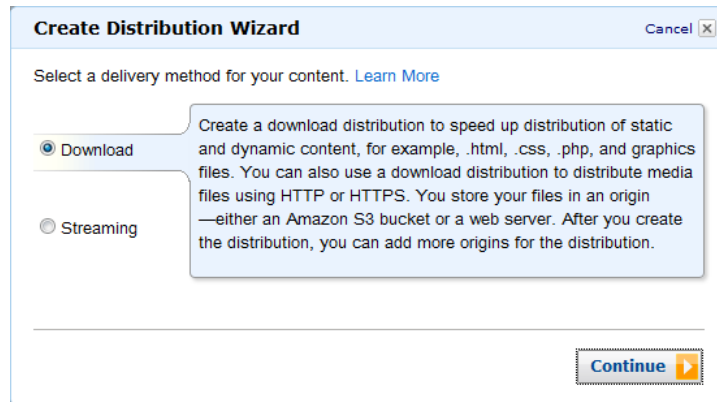 Create Distribution Wizard
Cancel
Select a delivery method for your content. Learn More
Download
Create a download distribution to speed up distribution of static
and dynamic content, for example, .html, .css, .php, and graphics
files. You can also use a download distribution to distribute media
files using HTTP or HTTPS. You store your files in an origin
—either an Amazon S3 bucket or a web server. After you create
the distribution, you can add more origins for the distribution.
Streaming
Continue